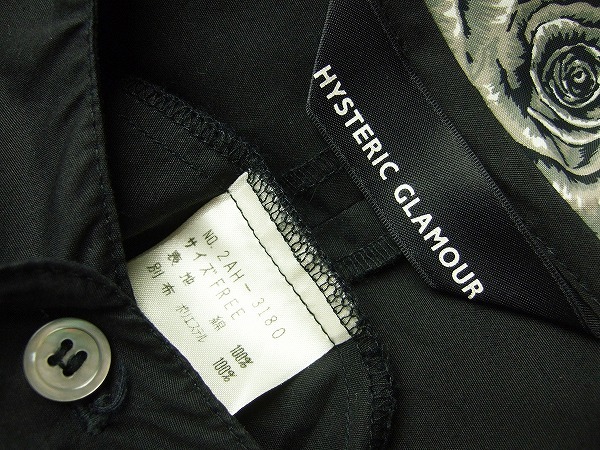 HYSTERIC GLAMOUR
NO. 2AH-3180
サイズ FREE
表地 綿 100%
別布 ポリエステル 100%